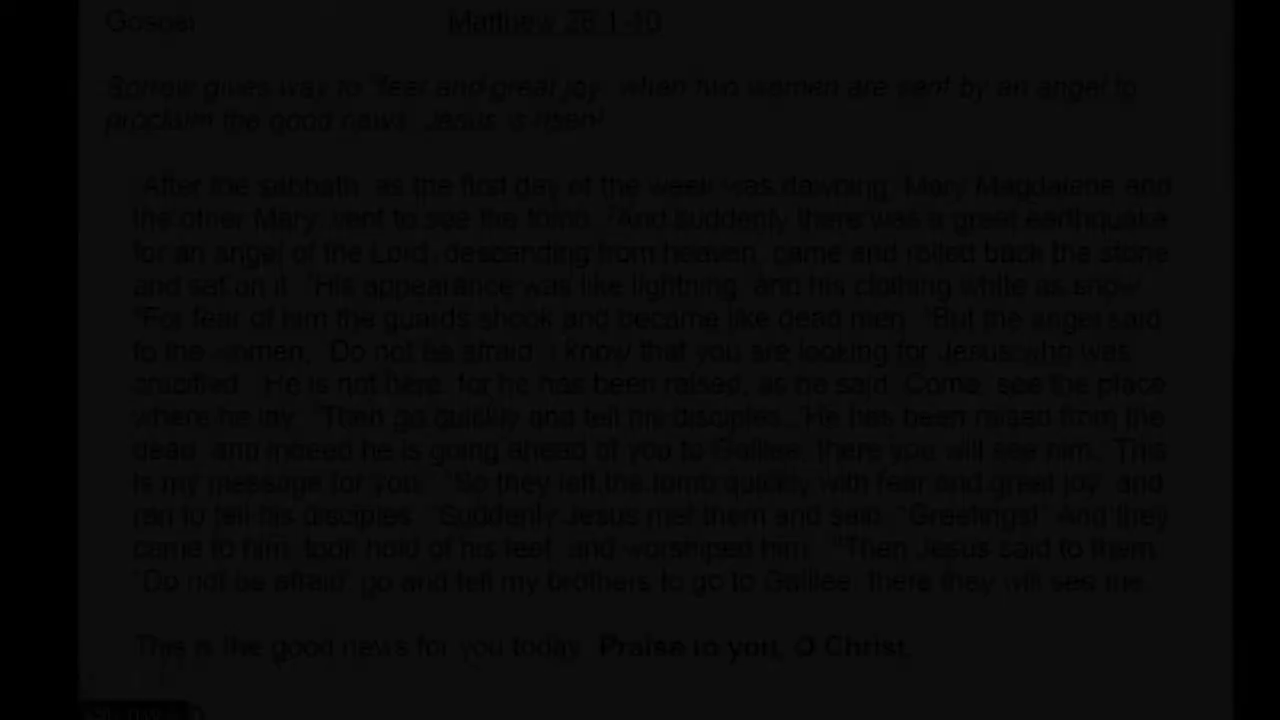 Gospel Matthew 28:1-10
Sorrow gives way to "fear and great joy" when two women are sent by an angel to
proclaim the good news: Jesus is risen!
After the sabbath, as the first day of the week was dawning, Mary Magdalene and
the other Mary went to see the tomb. 2And suddenly there was a great earthquake;
for an angel of the Lord, descending from heaven, came and rolled back the stone
and sat on it. 3His appearance was like lightning, and his clothing white as snow.
4For fear of him the guards shook and became like dead men. 5But the angel said
to the women, "Do not be afraid; I know that you are looking for Jesus who was
crucified. 6He is not here; for he has been raised, as he said. Come, see the place
where he lay. 7Then go quickly and tell his disciples, 'He has been raised from the
dead, and indeed he is going ahead of you to Galilee; there you will see him.' This
is my message for you." 8So they left the tomb quickly with fear and great joy, and
ran to tell his disciples. 9Suddenly Jesus met them and said, "Greetings!" And they
came to him, took hold of his feet, and worshiped him. 10Then Jesus said to them,
"Do not be afraid; go and tell my brothers to go to Galilee; there they will see me."
This is the good news for you today. Praise to you, O Christ.